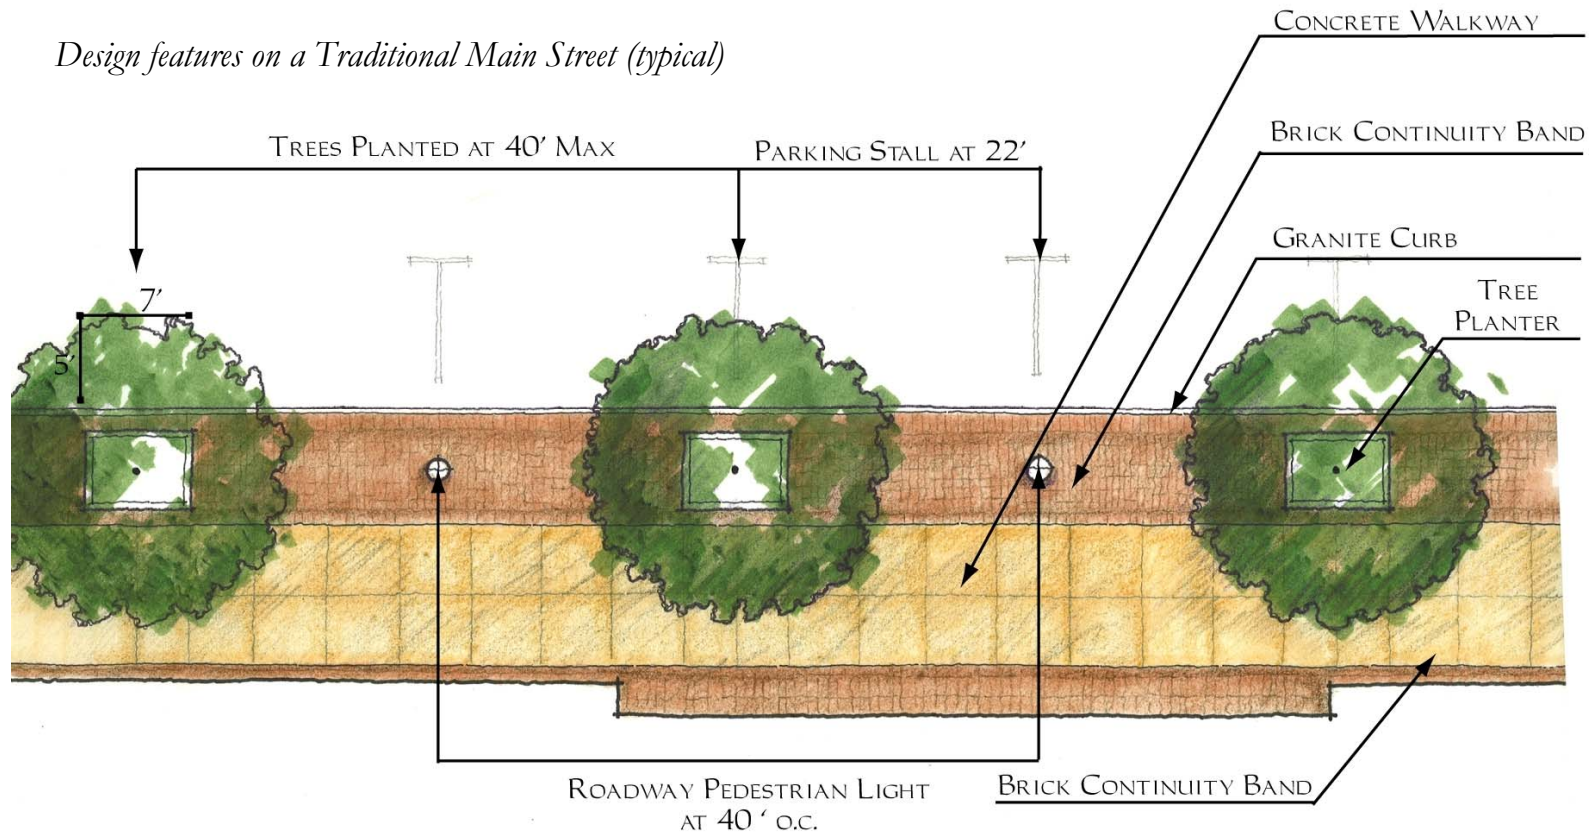 Design features on a Traditional Main Street (typical)
CONCRETE WALKWAY
BRICK CONTINUITY BAND
TREES PLANTED AT 40' MAX
PARKING STALL AT 22'
GRANITE CURB
TREE
PLANTER
7'
5'
ROADWAY PEDESTRIAN LIGHT
AT 40 ' O.C.
BRICK CONTINUITY BAND